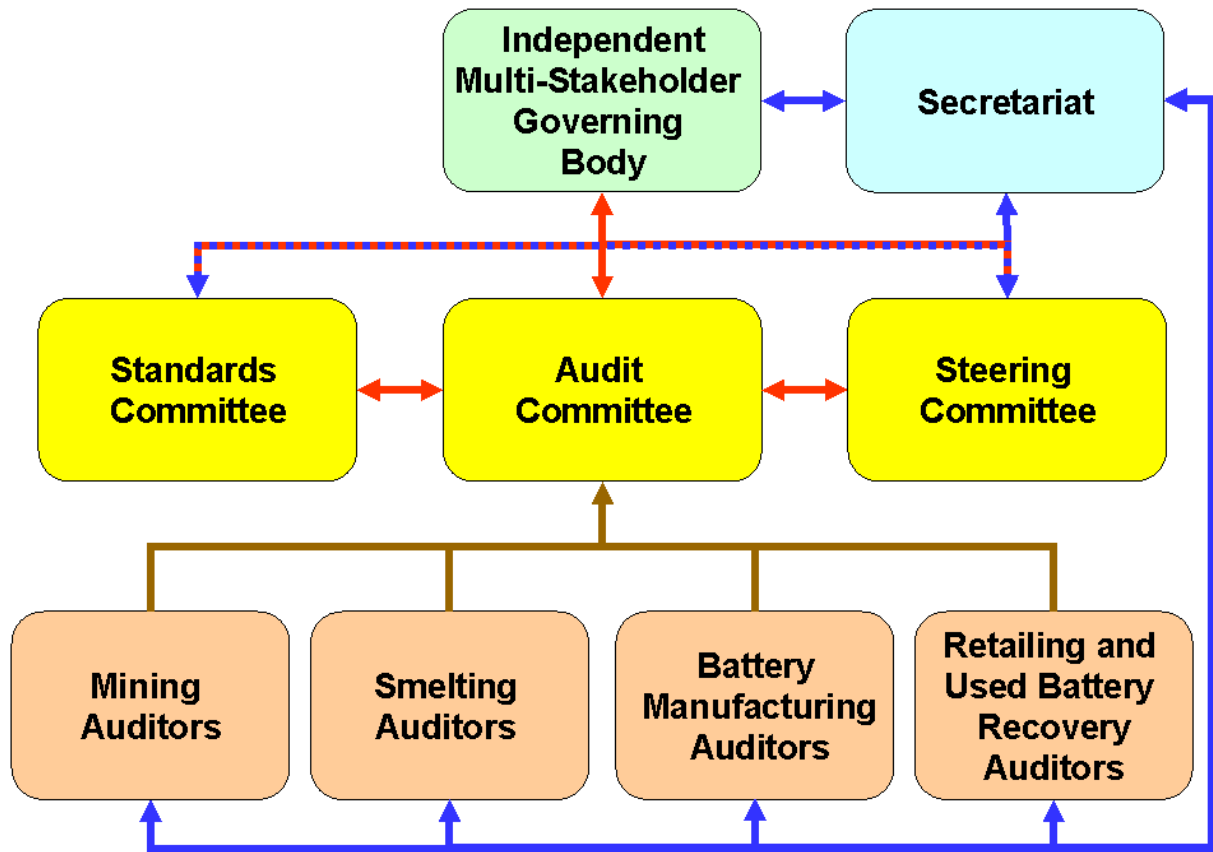 Independent
Multi-Stakeholder
Governing
Body
Secretariat
Standards
Committee
Audit
Committee
Steering
Committee
Mining
Auditors
Smelting
Auditors
Battery
Manufacturing
Auditors
Retailing and
Used Battery
Recovery
Auditors